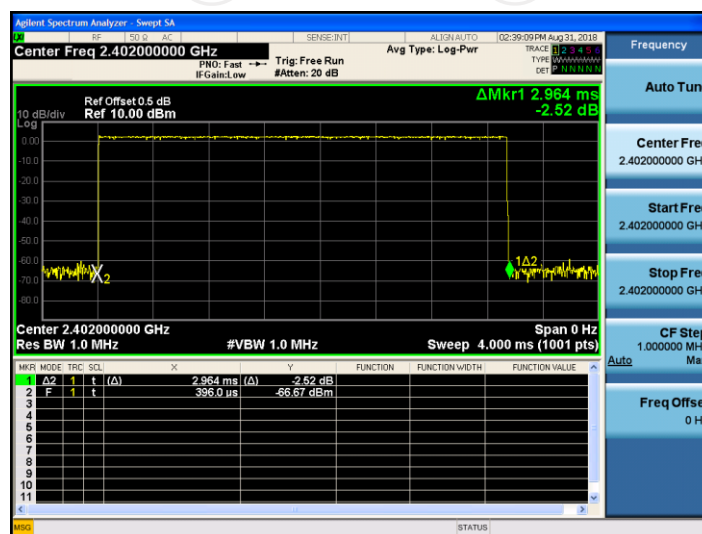 Agilent Spectrum Analyzer - Swept SA
RF 50 Ω AC SENSE:INT ALIGN AUTO 02:39:09 PM Aug 31, 2018
Center Freq 2.402000000 GHz
PNO: Fast
IFGain:Low
Trig: Free Run
#Atten: 20 dB
Avg Type: Log-Pwr
TRACE 1 2 3 4 5 6
TYPE
DET P N N N N N
Ref Offset 0.5 dB
10 dB/div Ref 10.00 dBm
Log
ΔMkr1 2.964 ms
-2.52 dB
0.00
-10.0
-20.0
-30.0
-40.0
-50.0
-60.0
-70.0
-80.0
X2
1Δ2
Center 2.402000000 GHz Span 0 Hz
Res BW 1.0 MHz #VBW 1.0 MHz Sweep 4.000 ms (1001 pts)
MKR MODE TRC SCL X Y FUNCTION FUNCTION WIDTH FUNCTION VALUE
1 Δ2 1 t (Δ) 2.964 ms (Δ) -2.52 dB
2 F 1 t 396.0 µs -66.67 dBm
3
4
5
6
7
8
9
10
11
MSG STATUS
Frequency
Auto Tun
Center Fre
2.402000000 GH
Start Fre
2.402000000 GH
Stop Fre
2.402000000 GH
CF Ste
1.000000 MH
Auto Ma
Freq Offse
0 H